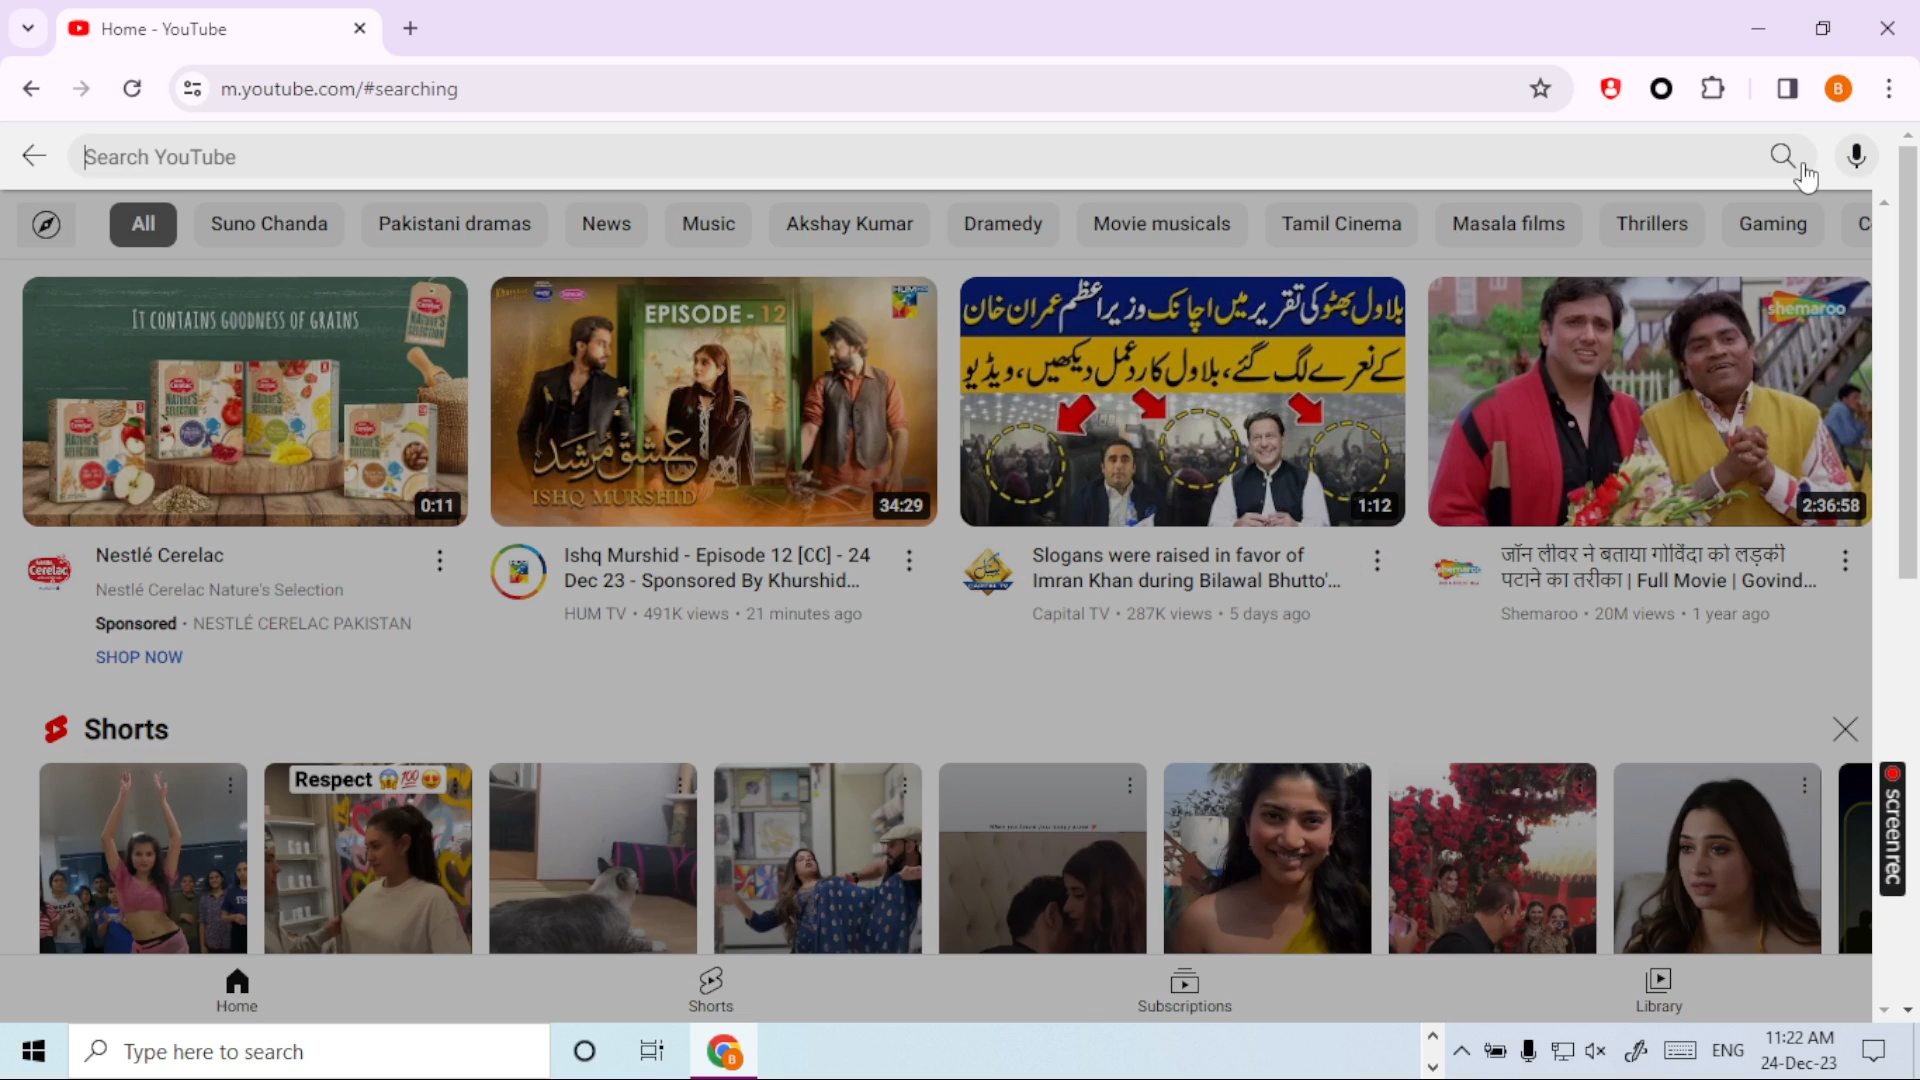 Home - YouTube
m.youtube.com/#searching
B
Search YouTube
All Suno Chanda Pakistani dramas News Music Akshay Kumar Dramedy Movie musicals Tamil Cinema Masala films Thrillers Gaming C
IT CONTAINS GOODNESS OF GRAINS
0:11
EPISODE - 12
عشق مرشد
ISHQ MURSHID
34:29
بلاول بھٹو کی تقریر میں اچانک وزیراعظم عمران خان
کے نعرے لگ گئے، بلاول کا ردعمل دیکھیں، ویڈیو
1:12
shemaroo
2:36:58
Nestlé Cerelac
Nestlé Cerelac Nature's Selection
Sponsored · NESTLÉ CERELAC PAKISTAN
SHOP NOW
Ishq Murshid - Episode 12 [CC] - 24
Dec 23 - Sponsored By Khurshid...
HUM TV • 491K views • 21 minutes ago
Slogans were raised in favor of
Imran Khan during Bilawal Bhutto'...
Capital TV • 287K views • 5 days ago
जॉन लीवर ने बताया गोविंदा को लड़की
पटाने का तरीका | Full Movie | Govind...
Shemaroo • 20M views • 1 year ago
Shorts
Respect 😱💯😍
screenrec
Home Shorts Subscriptions Library
Type here to search
B
ENG
11:22 AM
24-Dec-23